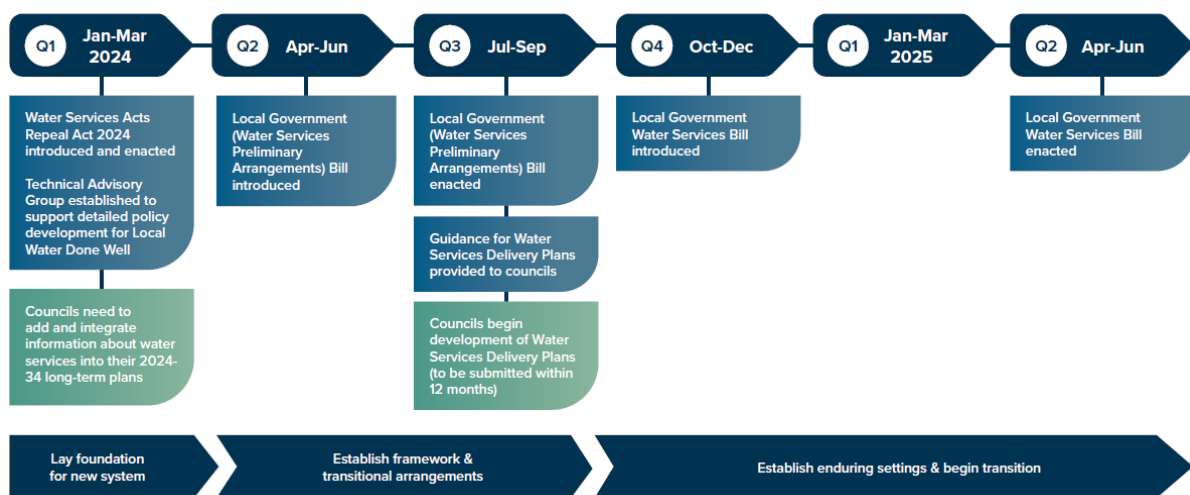 Q1
Jan-Mar
2024
Q2
Apr-Jun
Q3
Jul-Sep
Q4
Oct-Dec
Q1
Jan-Mar
2025
Q2
Apr-Jun
Water Services Acts
Repeal Act 2024
introduced and enacted
Technical Advisory
Group established to
support detailed policy
development for Local
Water Done Well
Councils need to
add and integrate
information about water
services into their 2024-
34 long-term plans
Local Government
(Water Services
Preliminary
Arrangements) Bill
introduced
Local Government
(Water Services
Preliminary
Arrangements) Bill
enacted
Guidance for Water
Services Delivery Plans
provided to councils
Councils begin
development of Water
Services Delivery Plans
(to be submitted within
12 months)
Local Government
Water Services Bill
introduced
Local Government
Water Services Bill
enacted
Lay foundation
for new system
Establish framework &
transitional arrangements
Establish enduring settings & begin transition